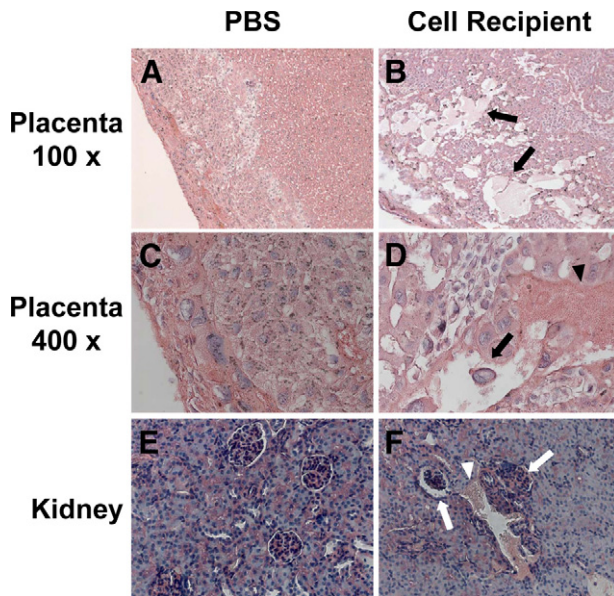 PBS
Cell Recipient
A
B
Placenta
100 x
C
D
Placenta
400 x
E
F
Kidney